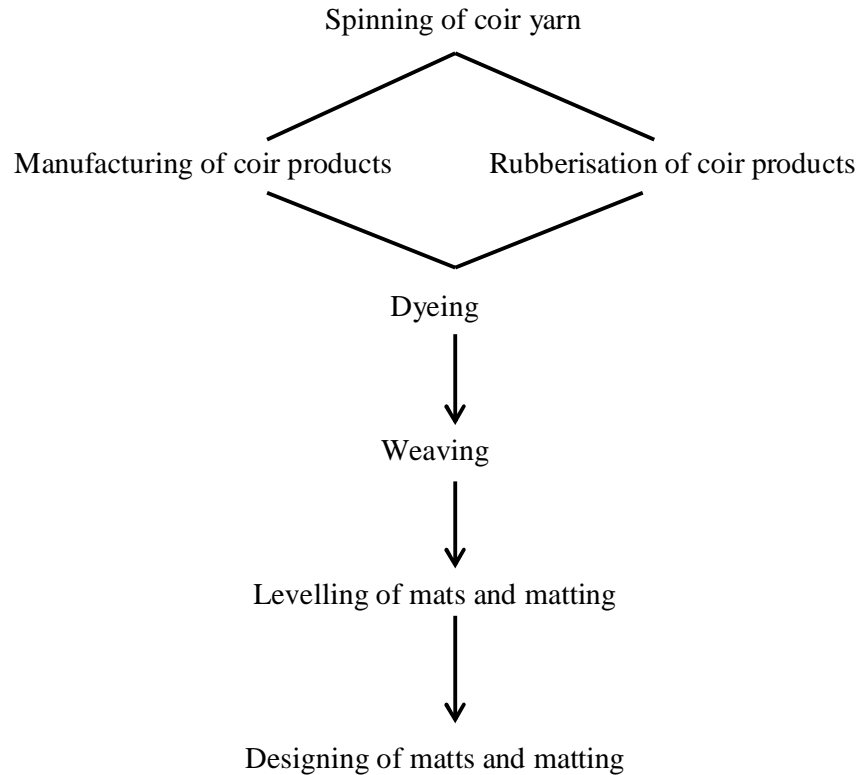 Spinning of coir yarn
Manufacturing of coir products
Rubberisation of coir products
Dyeing
Weaving
Levelling of mats and matting
Designing of matts and matting